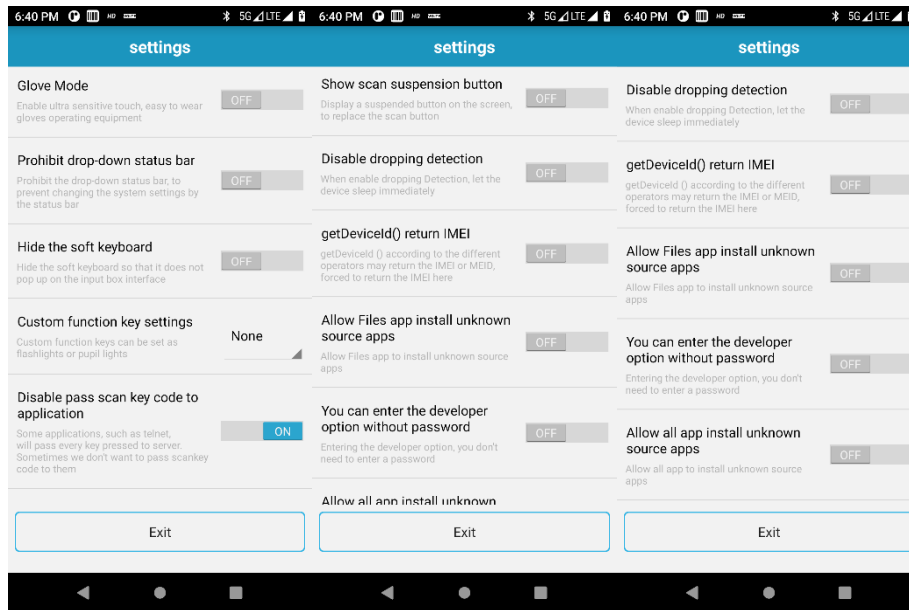 6:40 PM HD
5G LTE
settings
Glove Mode
Enable ultra sensitive touch, easy to wear
gloves operating equipment
OFF
Prohibit drop-down status bar
Prohibit the drop-down status bar, to
prevent changing the system settings by
the status bar
OFF
Hide the soft keyboard
Hide the soft keyboard so that it does not
pop up on the input box interface
OFF
Custom function key settings
Custom function keys can be set as
flashlights or pupil lights
None
Disable pass scan key code to
application
Some applications, such as telnet,
will pass every key pressed to server.
Sometimes we don't want to pass scankey
code to them
ON
Exit
6:40 PM HD
5G LTE
settings
Show scan suspension button
Display a suspended button on the screen,
to replace the scan button
OFF
Disable dropping detection
When enable dropping Detection, let the
device sleep immediately
OFF
getDeviceId() return IMEI
getDeviceId () according to the different
operators may return the IMEI or MEID,
forced to return the IMEI here
OFF
Allow Files app install unknown
source apps
Allow Files app to install unknown source
apps
OFF
You can enter the developer
option without password
Entering the developer option, you don't
need to enter a password
OFF
Allow all app install unknown
Exit
6:40 PM HD
5G LTE
settings
Disable dropping detection
When enable dropping Detection, let the
device sleep immediately
OFF
getDeviceId() return IMEI
getDeviceId () according to the different
operators may return the IMEI or MEID,
forced to return the IMEI here
OFF
Allow Files app install unknown
source apps
Allow Files app to install unknown source
apps
OFF
You can enter the developer
option without password
Entering the developer option, you don't
need to enter a password
OFF
Allow all app install unknown
source apps
Allow all app to install unknown source
apps
OFF
Exit